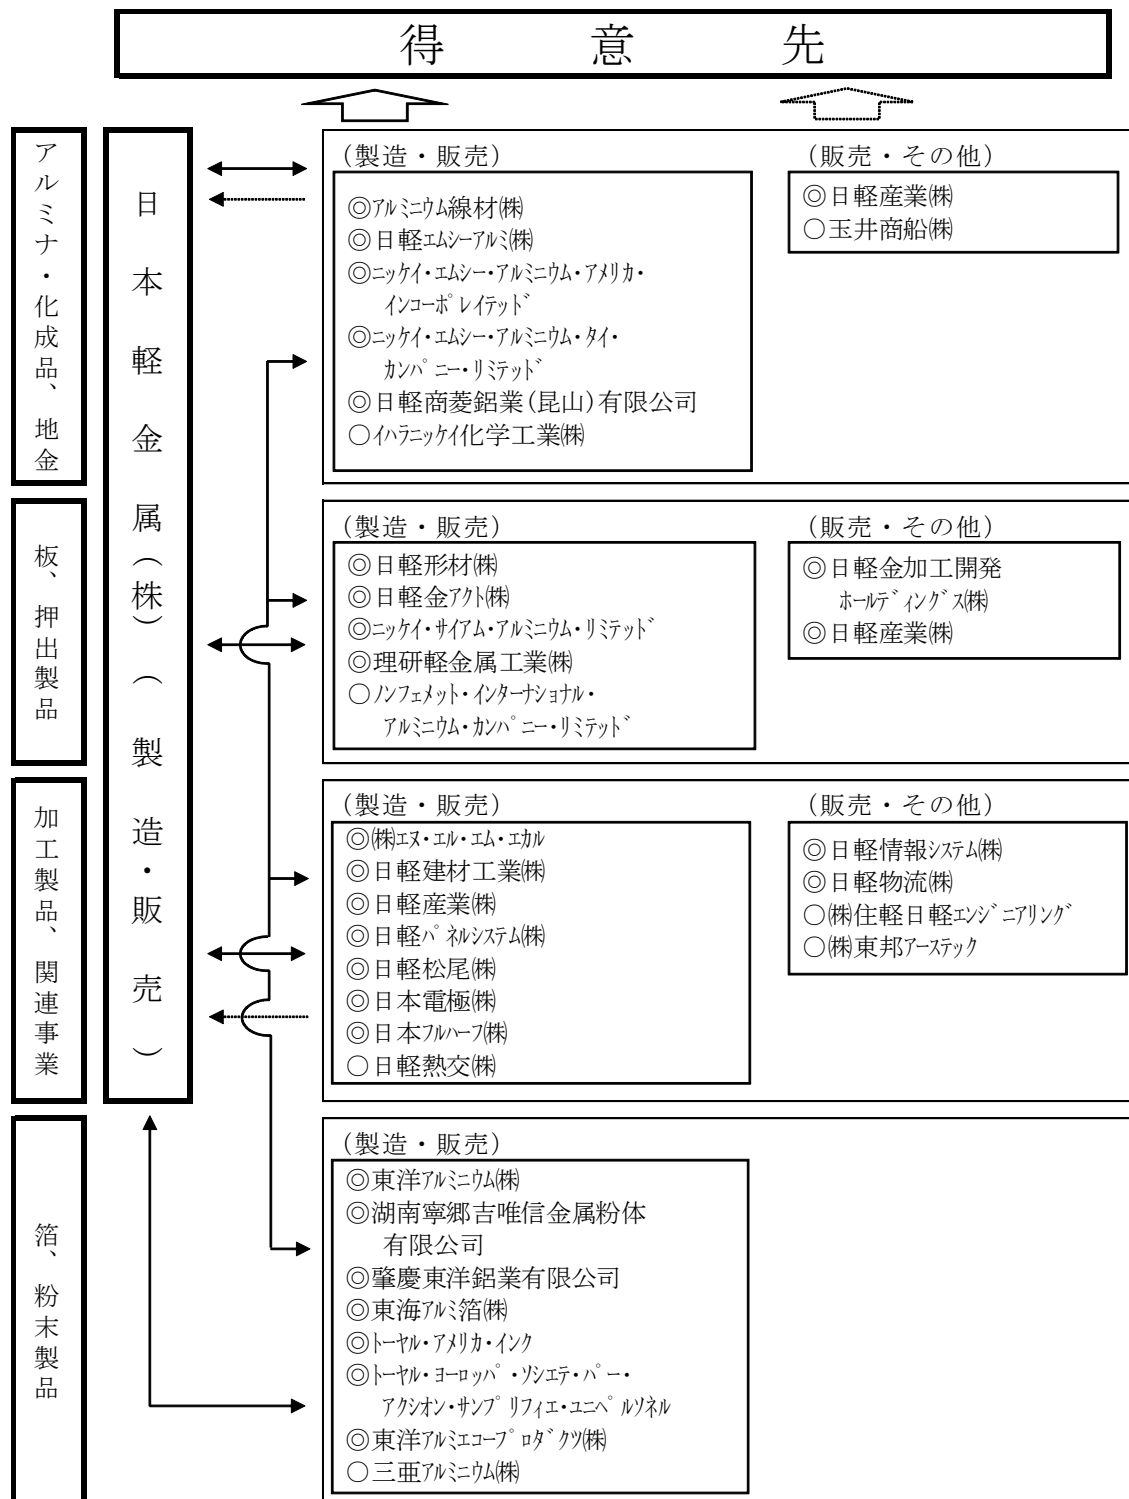 得意先
アルミナ・化成品、地金
日本軽金属(株)(製造・販売)
(製造・販売)
◎アルミニウム線材㈱
◎日軽エムシーアルミ㈱
◎ニッケイ・エムシー・アルミニウム・アメリカ・
インコーポレイテッド
◎ニッケイ・エムシー・アルミニウム・タイ・
カンパニー・リミテッド
◎日軽商菱鋁業(昆山)有限公司
○イハラニッケイ化学工業㈱
(販売・その他)
◎日軽産業㈱
○玉井商船㈱
板、押出製品
(製造・販売)
◎日軽形材㈱
◎日軽金アクト㈱
◎ニッケイ・サイアム・アルミニウム・リミテッド
◎理研軽金属工業㈱
○ノンフェメット・インターナショナル・
アルミニウム・カンパニー・リミテッド
(販売・その他)
◎日軽金加工開発
ホールディングス㈱
◎日軽産業㈱
加工製品、関連事業
(製造・販売)
◎㈱エヌ・エル・エム・エカル
◎日軽建材工業㈱
◎日軽産業㈱
◎日軽パネルシステム㈱
◎日軽松尾㈱
◎日本電極㈱
◎日本フルハーフ㈱
○日軽熱交㈱
(販売・その他)
◎日軽情報システム㈱
◎日軽物流㈱
○㈱住軽日軽エンジニアリング
○㈱東邦アーステック
箔、粉末製品
(製造・販売)
◎東洋アルミニウム㈱
◎湖南寧郷吉唯信金属粉体
有限公司
◎肇慶東洋鋁業有限公司
◎東海アルミ箔㈱
◎トーヤル・アメリカ・インク
◎トーヤル・ヨーロッパ・ソシエテ・パー・
アクシオン・サンプリフィエ・ユニペルソネル
◎東洋アルミエコープロダクツ㈱
○三亜アルミニウム㈱